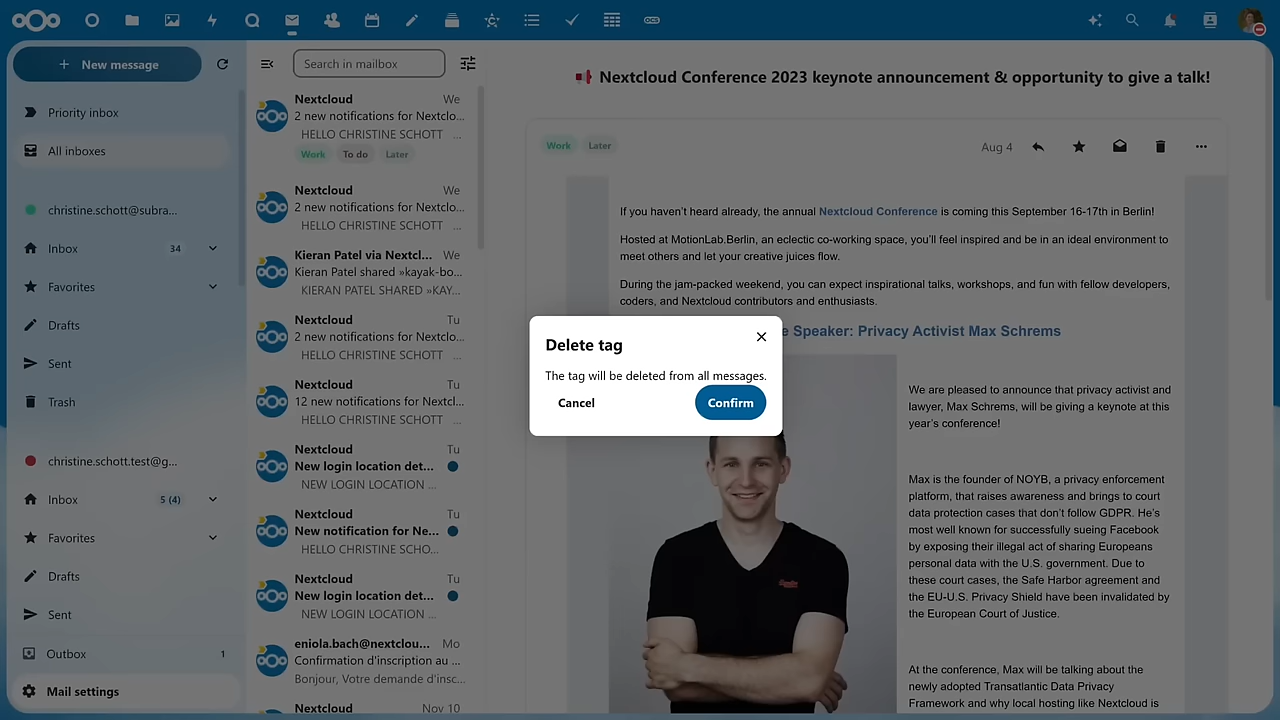 New message
Priority inbox
All inboxes
christine.schott@subra...
Inbox
34
Favorites
Drafts
Sent
Trash
christine.schott.test@g...
Inbox
5 (4)
Favorites
Drafts
Sent
Outbox
1
Mail settings
Search in mailbox
Nextcloud We
2 new notifications for Nextclo...
HELLO CHRISTINE SCHOTT ...
Work To do Later
Nextcloud We
2 new notifications for Nextclo...
HELLO CHRISTINE SCHOTT ...
Kieran Patel via Nextcl... We
Kieran Patel shared »kayak-bo...
KIERAN PATEL SHARED »KAY...
Nextcloud Tu
2 new notifications for Nextclo...
HELLO CHRISTINE SCHOTT ...
Nextcloud Tu
12 new notifications for Nextcl...
HELLO CHRISTINE SCHOTT ...
Nextcloud Tu
New login location det...
NEW LOGIN LOCATION ...
Nextcloud Tu
New notification for Ne...
HELLO CHRISTINE SCHO...
Nextcloud Tu
New login location det...
NEW LOGIN LOCATION ...
eniola.bach@nextclou... Mo
Confirmation d'inscription au ...
Bonjour, Votre demande d'insc...
Nextcloud Nov 10
Nextcloud Conference 2023 keynote announcement & opportunity to give a talk!
Work Later
Aug 4
If you haven't heard already, the annual Nextcloud Conference is coming this September 16-17th in Berlin!
Hosted at MotionLab.Berlin, an eclectic co-working space, you'll feel inspired and be in an ideal environment to
meet others and let your creative juices flow.
During the jam-packed weekend, you can expect inspirational talks, workshops, and fun with fellow developers,
coders, and Nextcloud contributors and enthusiasts.
e Speaker: Privacy Activist Max Schrems
Delete tag
The tag will be deleted from all messages.
Cancel
Confirm
We are pleased to announce that privacy activist and
lawyer, Max Schrems, will be giving a keynote at this
year's conference!
Max is the founder of NOYB, a privacy enforcement
platform, that raises awareness and brings to court
data protection cases that don't follow GDPR. He's
most well known for successfully sueing Facebook
by exposing their illegal act of sharing Europeans
personal data with the U.S. government. Due to
these court cases, the Safe Harbor agreement and
the EU-U.S. Privacy Shield have been invalidated by
the European Court of Justice.
At the conference, Max will be talking about the
newly adopted Transatlantic Data Privacy
Framework and why local hosting like Nextcloud is